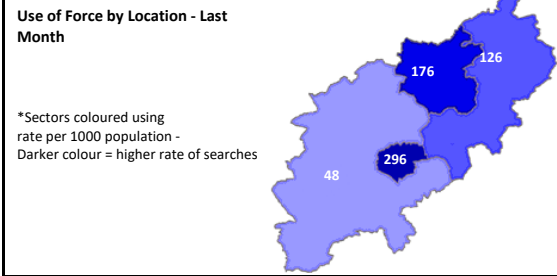 Use of Force by Location - Last
Month
*Sectors coloured using
rate per 1000 population -
Darker colour = higher rate of searches
176
126
296
48